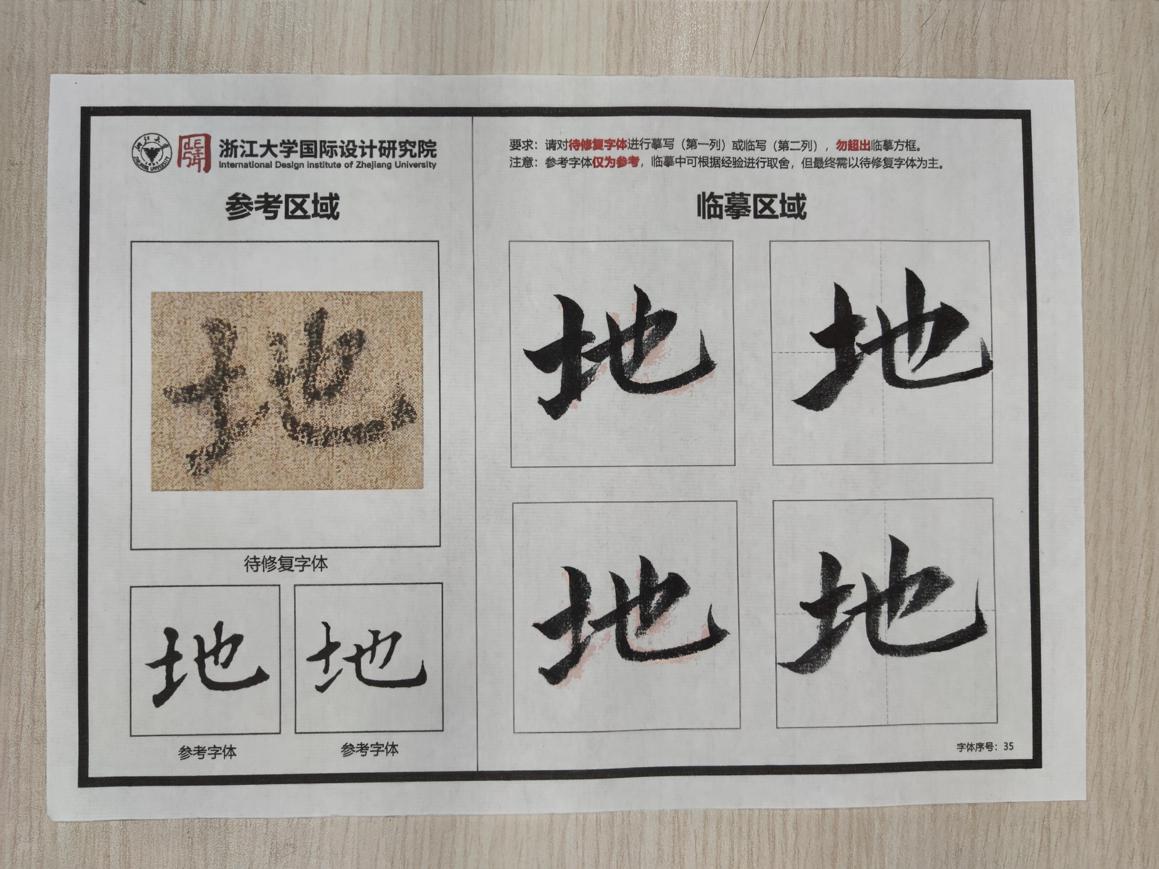 浙江大学国际设计研究院
International Design Institute of Zhejiang University
参考区域
地
待修复字体
地
地
参考字体
参考字体
要求：请对待修复字体进行摹写（第一列）或临写（第二列），勿超出临摹方框。
注意：参考字体仅为参考，临摹中可根据经验进行取舍，但最终需以待修复字体为主。
临摹区域
地
地
地
地
字体序号：35